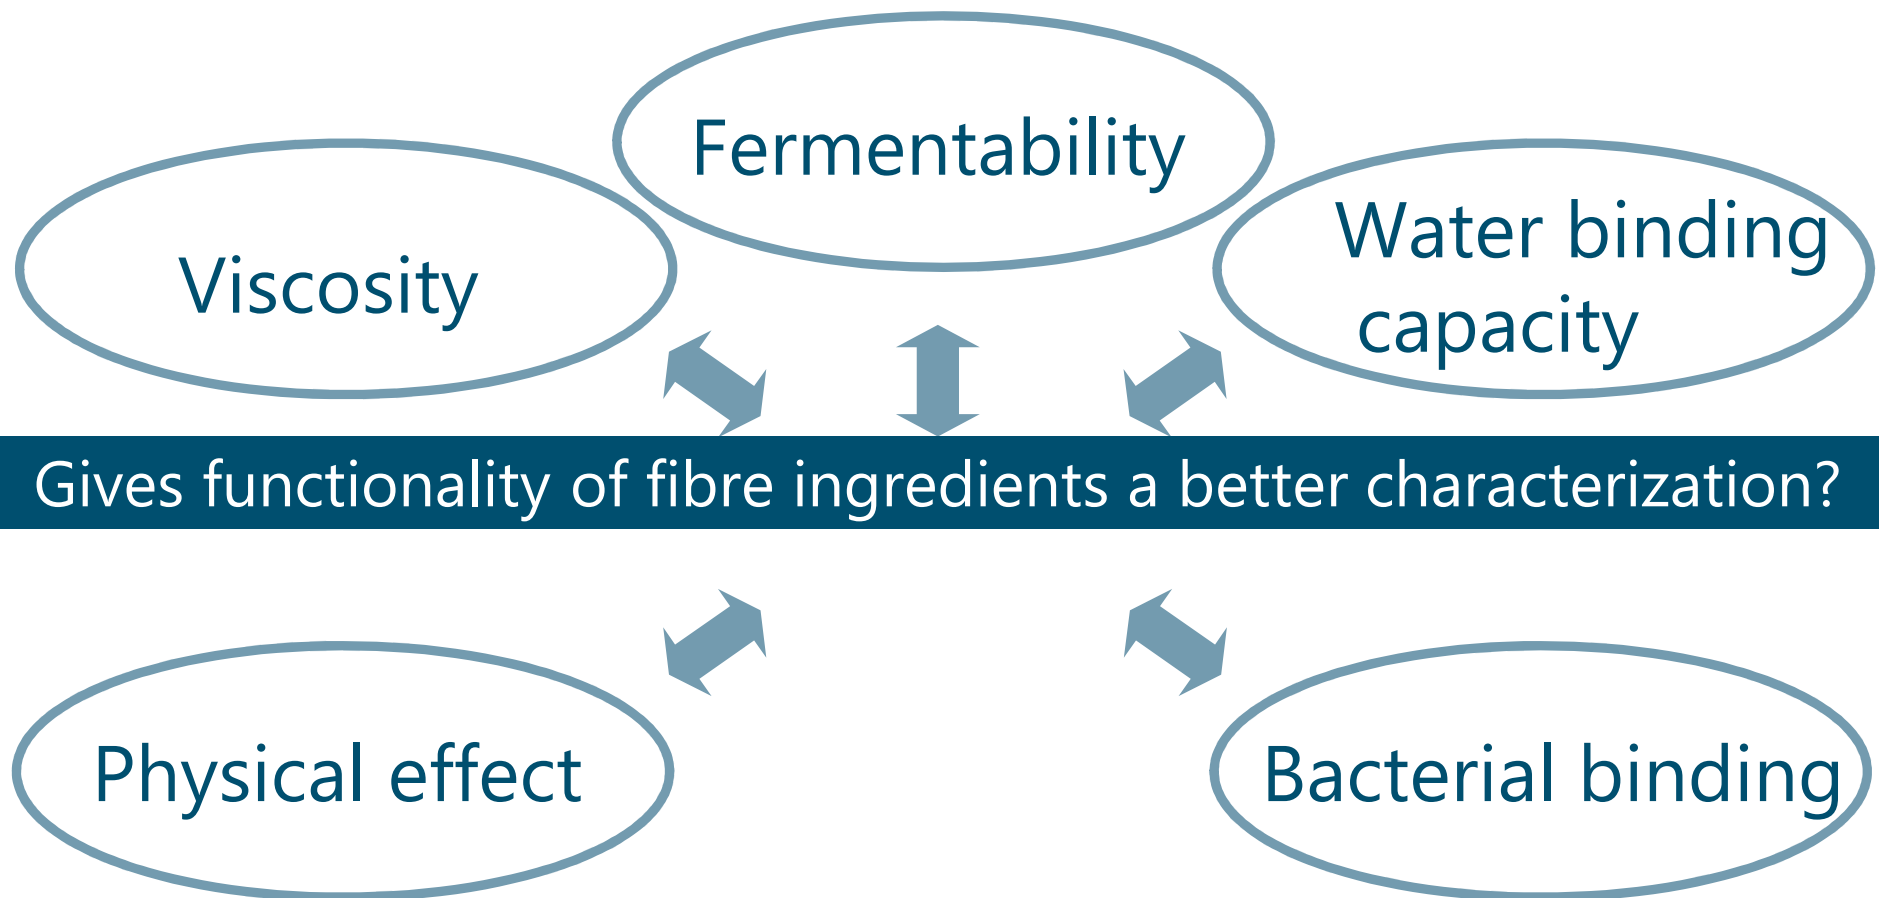 Fermentability
Viscosity
Water binding
capacity
Gives functionality of fibre ingredients a better characterization?
Physical effect
Bacterial binding